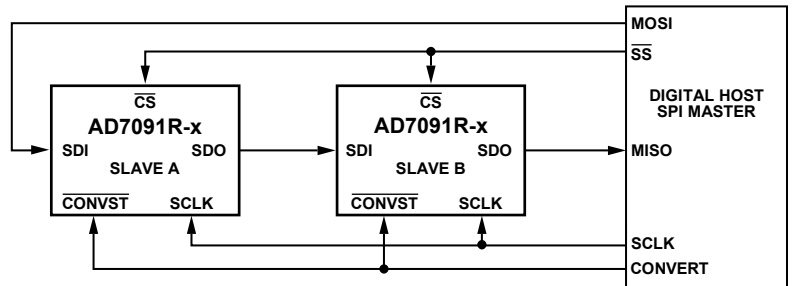 MOSI
SS
DIGITAL HOST
SPI MASTER
CS
CS
AD7091R-x
AD7091R-x
SDI
SDO
SDI
SDO
MISO
SLAVE A
SLAVE B
CONVST
SCLK
CONVST
SCLK
SCLK
CONVERT